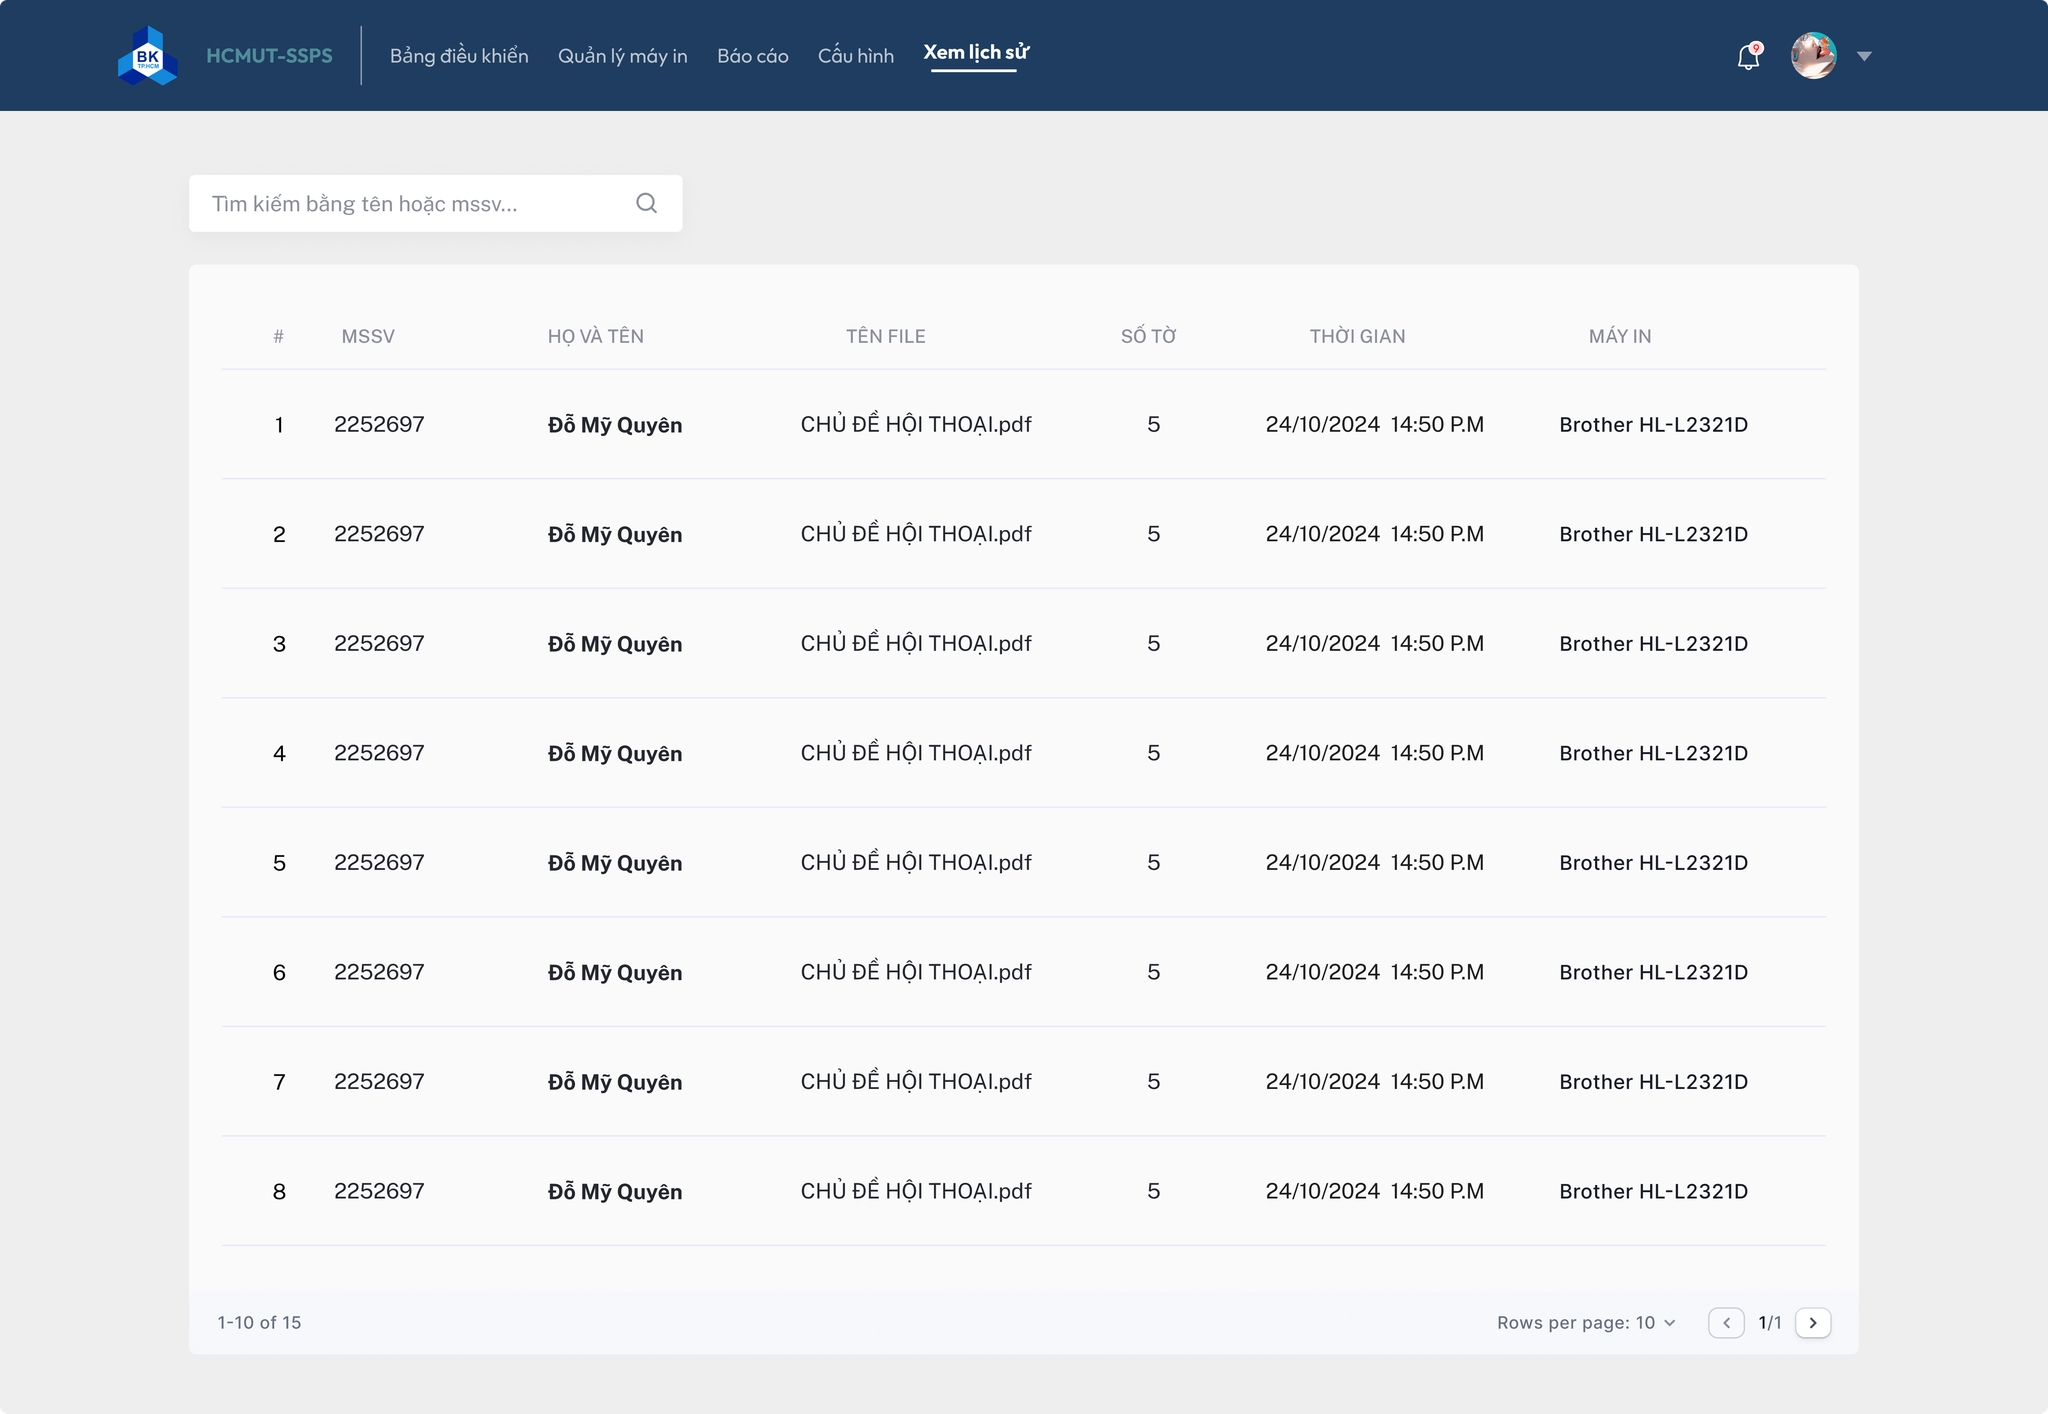 BK
TP.HCM
HCMUT-SSPS
Bảng điều khiển Quản lý máy in Báo cáo Cấu hình Xem lịch sử
9
Tìm kiếm bằng tên hoặc mssv...
# MSSV HỌ VÀ TÊN TÊN FILE SỐ TỜ THỜI GIAN MÁY IN
1 2252697 Đỗ Mỹ Quyên CHỦ ĐỀ HỘI THOẠI.pdf 5 24/10/2024 14:50 P.M Brother HL-L2321D
2 2252697 Đỗ Mỹ Quyên CHỦ ĐỀ HỘI THOẠI.pdf 5 24/10/2024 14:50 P.M Brother HL-L2321D
3 2252697 Đỗ Mỹ Quyên CHỦ ĐỀ HỘI THOẠI.pdf 5 24/10/2024 14:50 P.M Brother HL-L2321D
4 2252697 Đỗ Mỹ Quyên CHỦ ĐỀ HỘI THOẠI.pdf 5 24/10/2024 14:50 P.M Brother HL-L2321D
5 2252697 Đỗ Mỹ Quyên CHỦ ĐỀ HỘI THOẠI.pdf 5 24/10/2024 14:50 P.M Brother HL-L2321D
6 2252697 Đỗ Mỹ Quyên CHỦ ĐỀ HỘI THOẠI.pdf 5 24/10/2024 14:50 P.M Brother HL-L2321D
7 2252697 Đỗ Mỹ Quyên CHỦ ĐỀ HỘI THOẠI.pdf 5 24/10/2024 14:50 P.M Brother HL-L2321D
8 2252697 Đỗ Mỹ Quyên CHỦ ĐỀ HỘI THOẠI.pdf 5 24/10/2024 14:50 P.M Brother HL-L2321D
1-10 of 15 Rows per page: 10 1/1